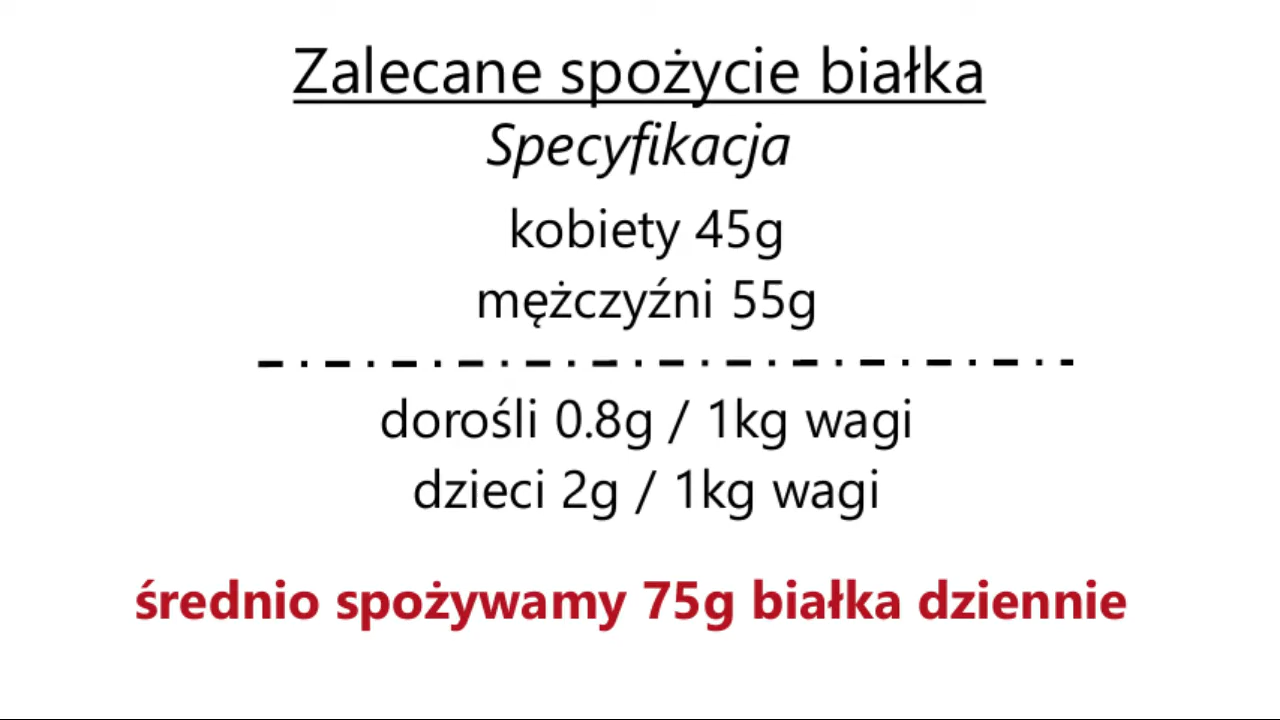 Zalecane spożycie białka
Specyfikacja
kobiety 45g
mężczyźni 55g
dorośli 0.8g / 1kg wagi
dzieci 2g / 1kg wagi
średnio spożywamy 75g białka dziennie